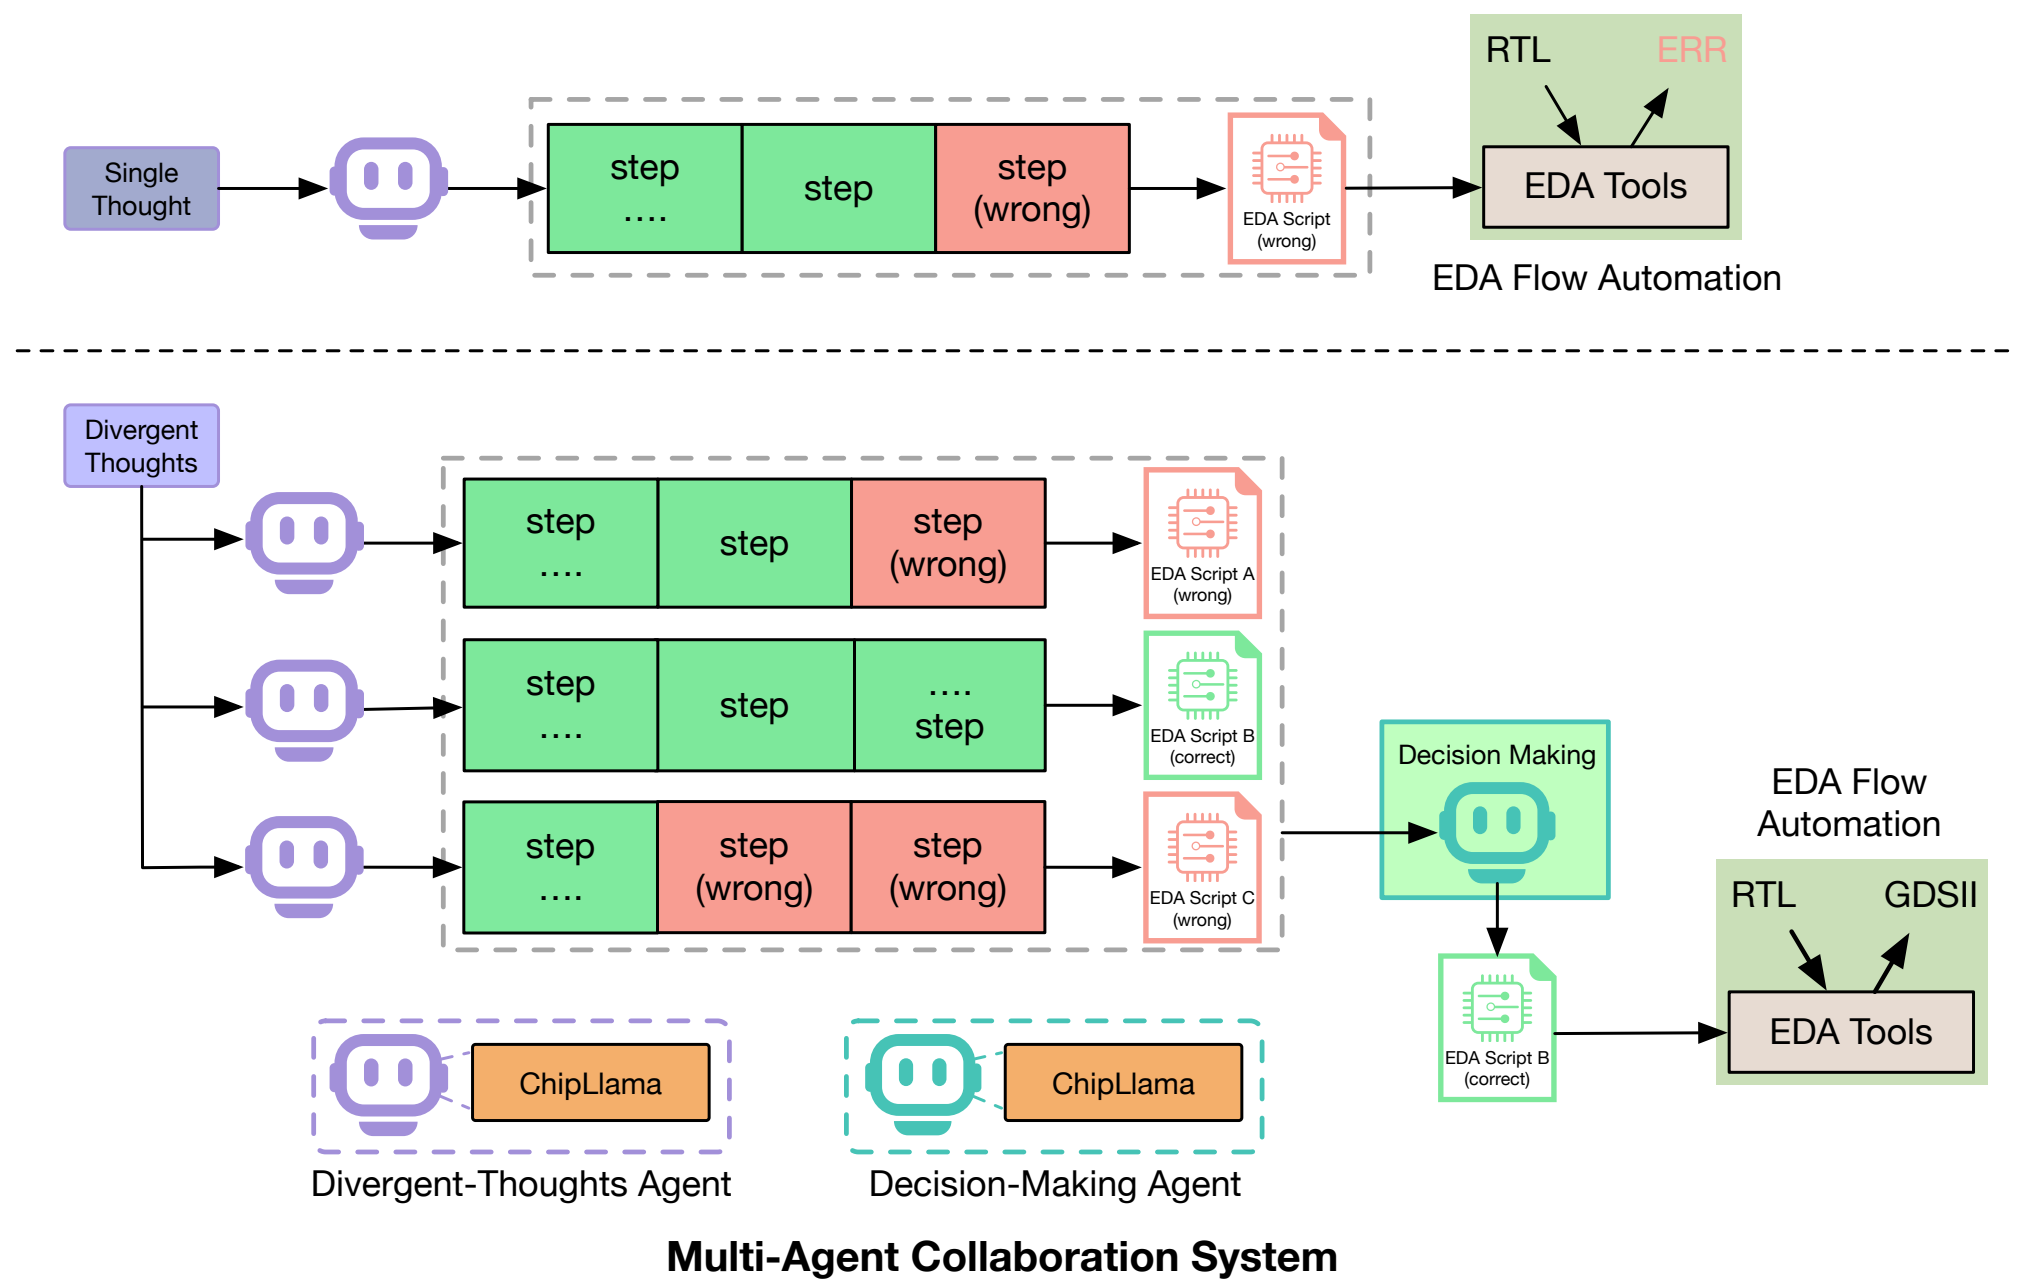 Single
Thought
step
....
step
step
(wrong)
EDA Script
(wrong)
RTL
ERR
EDA Tools
EDA Flow Automation
Divergent
Thoughts
step
....
step
step
(wrong)
EDA Script A
(wrong)
step
....
step
....
step
EDA Script B
(correct)
step
....
step
(wrong)
step
(wrong)
EDA Script C
(wrong)
Decision Making
EDA Script B
(correct)
EDA Flow
Automation
RTL
GDSII
EDA Tools
ChipLlama
Divergent-Thoughts Agent
ChipLlama
Decision-Making Agent
Multi-Agent Collaboration System